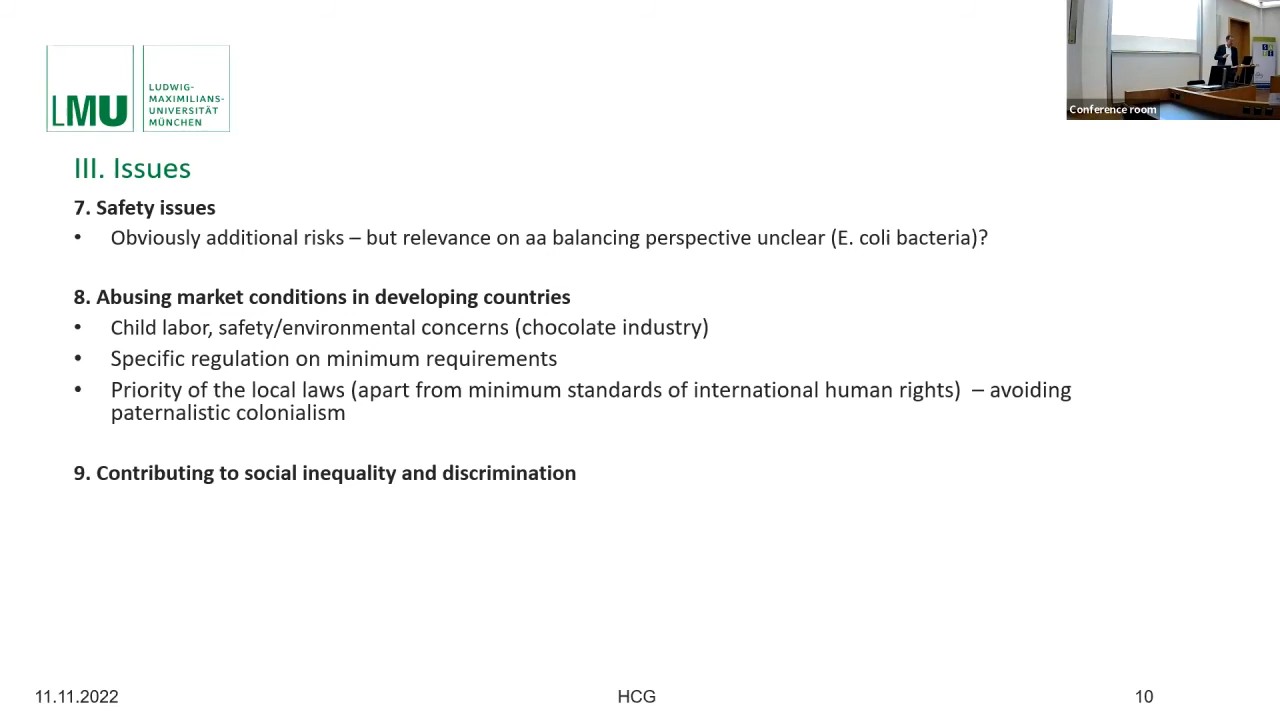 LMU
LUDWIG-
MAXIMILIANS-
UNIVERSITÄT
MÜNCHEN
Conference room
III. Issues
7. Safety issues
• Obviously additional risks – but relevance on aa balancing perspective unclear (E. coli bacteria)?
8. Abusing market conditions in developing countries
• Child labor, safety/environmental concerns (chocolate industry)
• Specific regulation on minimum requirements
• Priority of the local laws (apart from minimum standards of international human rights) – avoiding
paternalistic colonialism
9. Contributing to social inequality and discrimination
11.11.2022
HCG
10